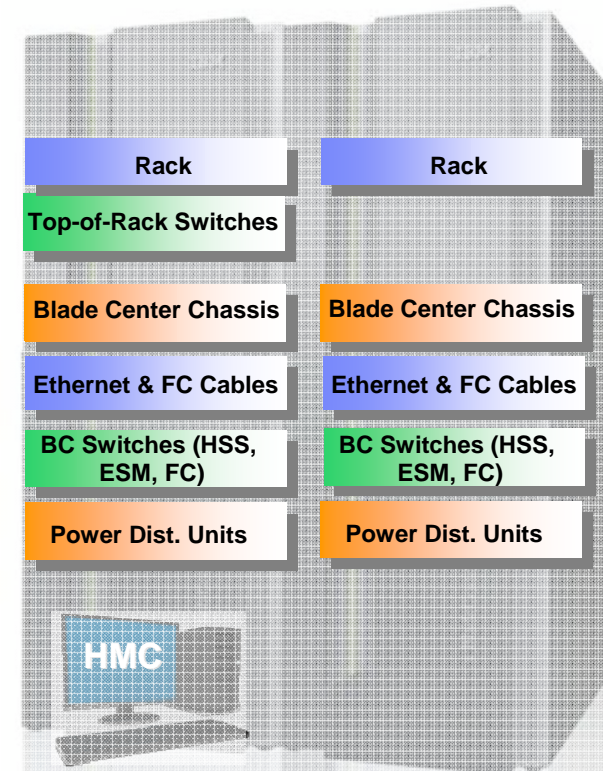 Rack
Top-of-Rack Switches
Blade Center Chassis
Ethernet & FC Cables
BC Switches (HSS,
ESM, FC)
Power Dist. Units
HMC
Rack
Blade Center Chassis
Ethernet & FC Cables
BC Switches (HSS,
ESM, FC)
Power Dist. Units